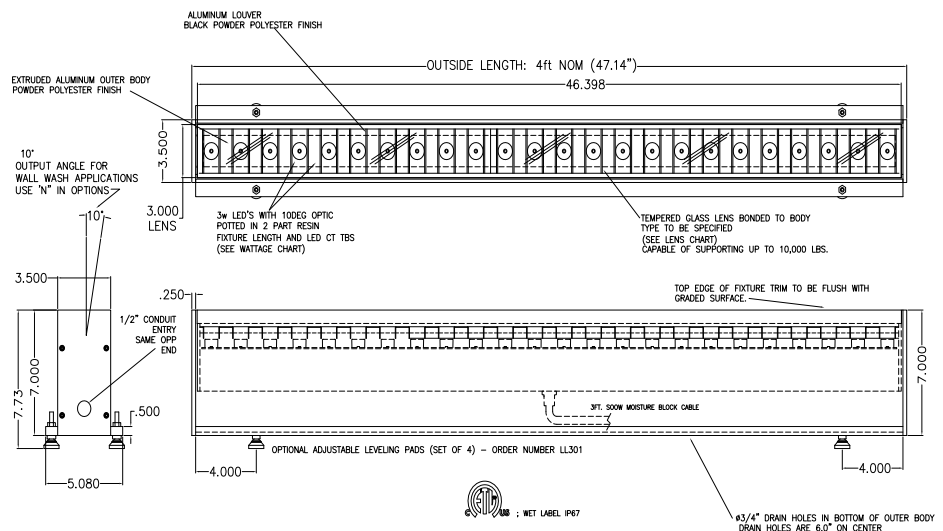 ALUMINUM LOUVER
BLACK POWDER POLYESTER FINISH
OUTSIDE LENGTH: 4ft NOM (47.14")
46.398
EXTRUDED ALUMINUM OUTER BODY
POWDER POLYESTER FINISH
3.500
10°
OUTPUT ANGLE FOR
WALL WASH APPLICATIONS
USE 'N" IN OPTIONS
10°
3.000
LENS
3w LED'S WITH 10DEG OPTIC
POTTED IN 2 PART RESIN
FIXTURE LENGTH AND LED CT TBS
(SEE WATTAGE CHART)
TEMPERED GLASS LENS BONDED TO BODY
TYPE TO BE SPECIFIED
(SEE LENS CHART)
CAPABLE OF SUPPORTING UP TO 10,000 LBS.
3.500
.250
TOP EDGE OF FIXTURE TRIM TO BE FLUSH WITH
GRADED SURFACE.
1/2" CONDUIT
ENTRY
SAME OPP
END
7.73
7.000
.500
7.000
3FT. SOOW MOISTURE BLOCK CABLE
OPTIONAL ADJUSTABLE LEVELING PADS (SET OF 4) - ORDER NUMBER LL301
5.080
4.000
4.000
C ETL US ; WET LABEL IP67
ø3/4" DRAIN HOLES IN BOTTOM OF OUTER BODY
DRAIN HOLES ARE 6.0" ON CENTER